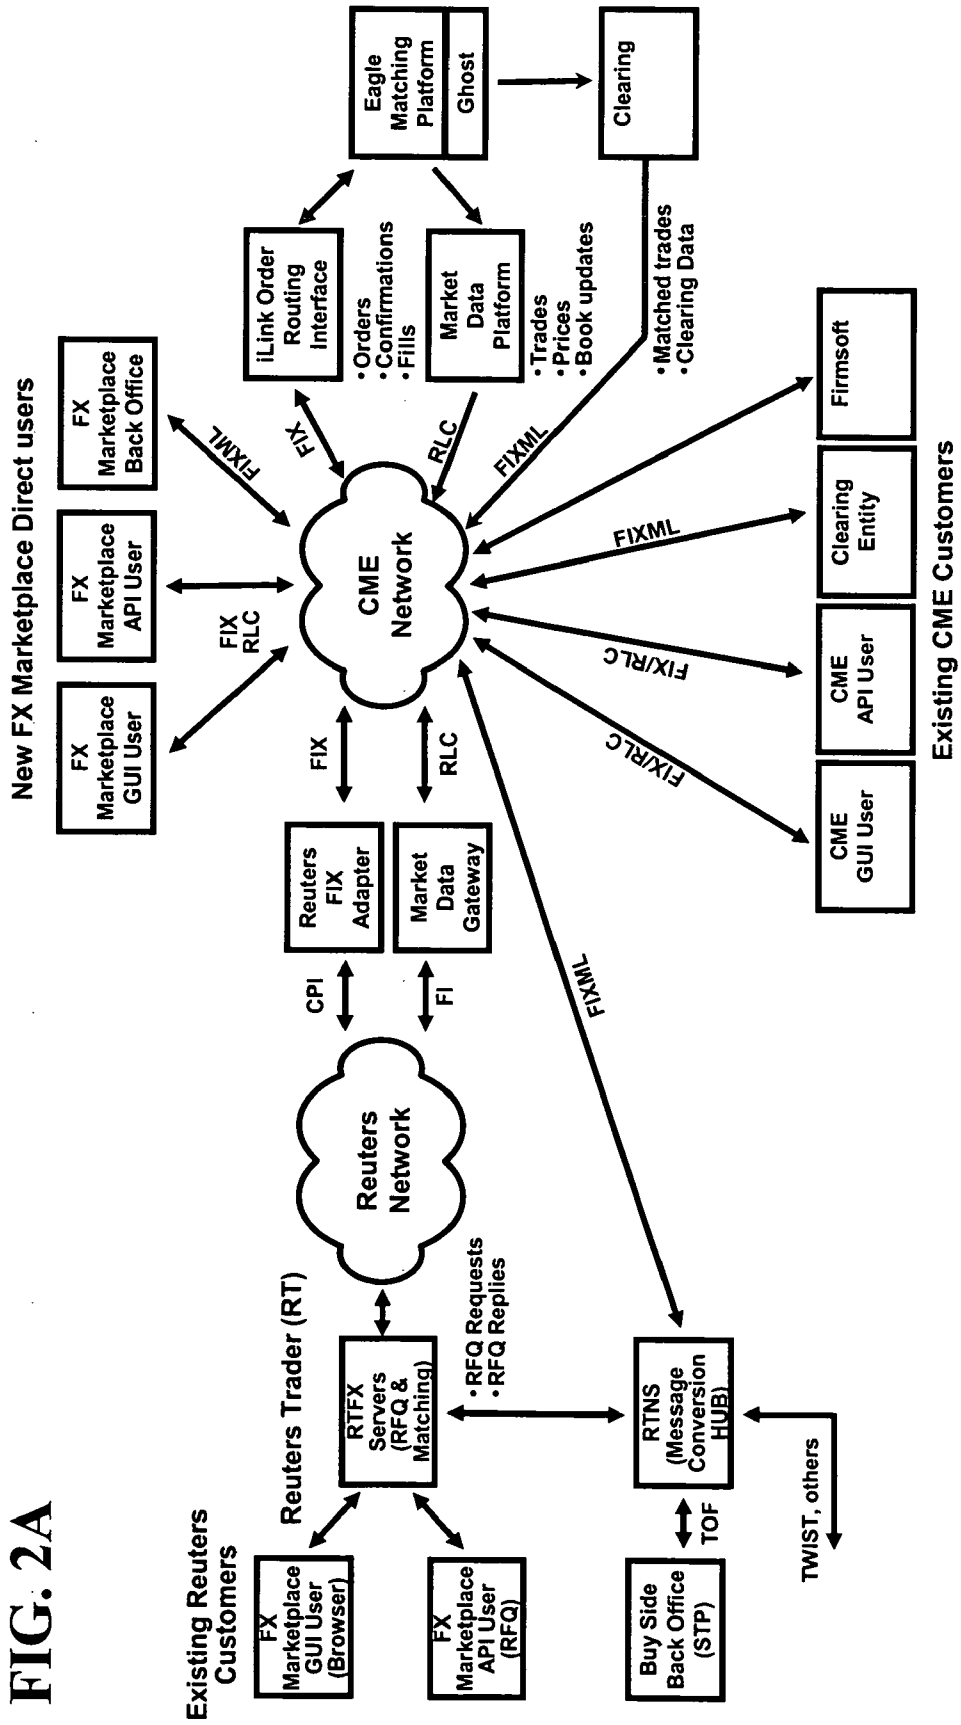 FIG. 2A
Existing Reuters
Customers
FX
Marketplace
GUI User
(Browser)
FX
Marketplace
API User
(RFQ)
Buy Side
Back Office
(STP)
TOF
TWIST, others
Reuters Trader (RT)
RTFX
Servers
(RFQ &
Matching)
• RFQ Requests
• RFQ Replies
RTNS
(Message
Conversion
HUB)
Reuters
Network
CPI
FI
Reuters
FIX
Adapter
Market
Data
Gateway
FIX
RLC
FIXML
New FX Marketplace Direct users
FX
Marketplace
GUI User
FX
Marketplace
API User
FX
Marketplace
Back Office
FIX
RLC
FIXML
CME
Network
FIX
RLC
FIXML
iLink Order
Routing
Interface
• Orders
• Confirmations
• Fills
Market
Data
Platform
• Trades
• Prices
• Book updates
Eagle
Matching
Platform
Ghost
Clearing
• Matched trades
• Clearing Data
FIX/RLC
FIX/RLC
FIXML
CME
GUI User
CME
API User
Clearing
Entity
Firmsoft
Existing CME Customers